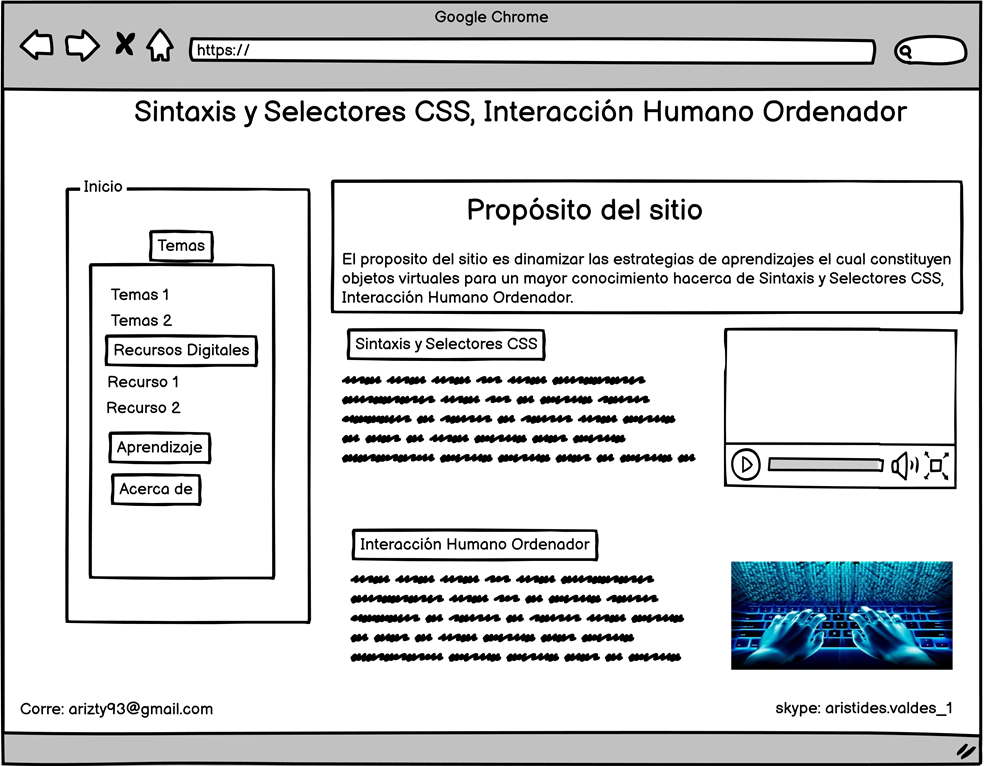 Google Chrome
https://
Sintaxis y Selectores CSS, Interacción Humano Ordenador
Inicio
Temas
Temas 1
Temas 2
Recursos Digitales
Recurso 1
Recurso 2
Aprendizaje
Acerca de
Propósito del sitio
El proposito del sitio es dinamizar las estrategias de aprendizajes el cual constituyen
objetos virtuales para un mayor conocimiento hacerca de Sintaxis y Selectores CSS,
Interacción Humano Ordenador.
Sintaxis y Selectores CSS
Interacción Humano Ordenador
Corre: arizty93@gmail.com
skype: aristides.valdes_1